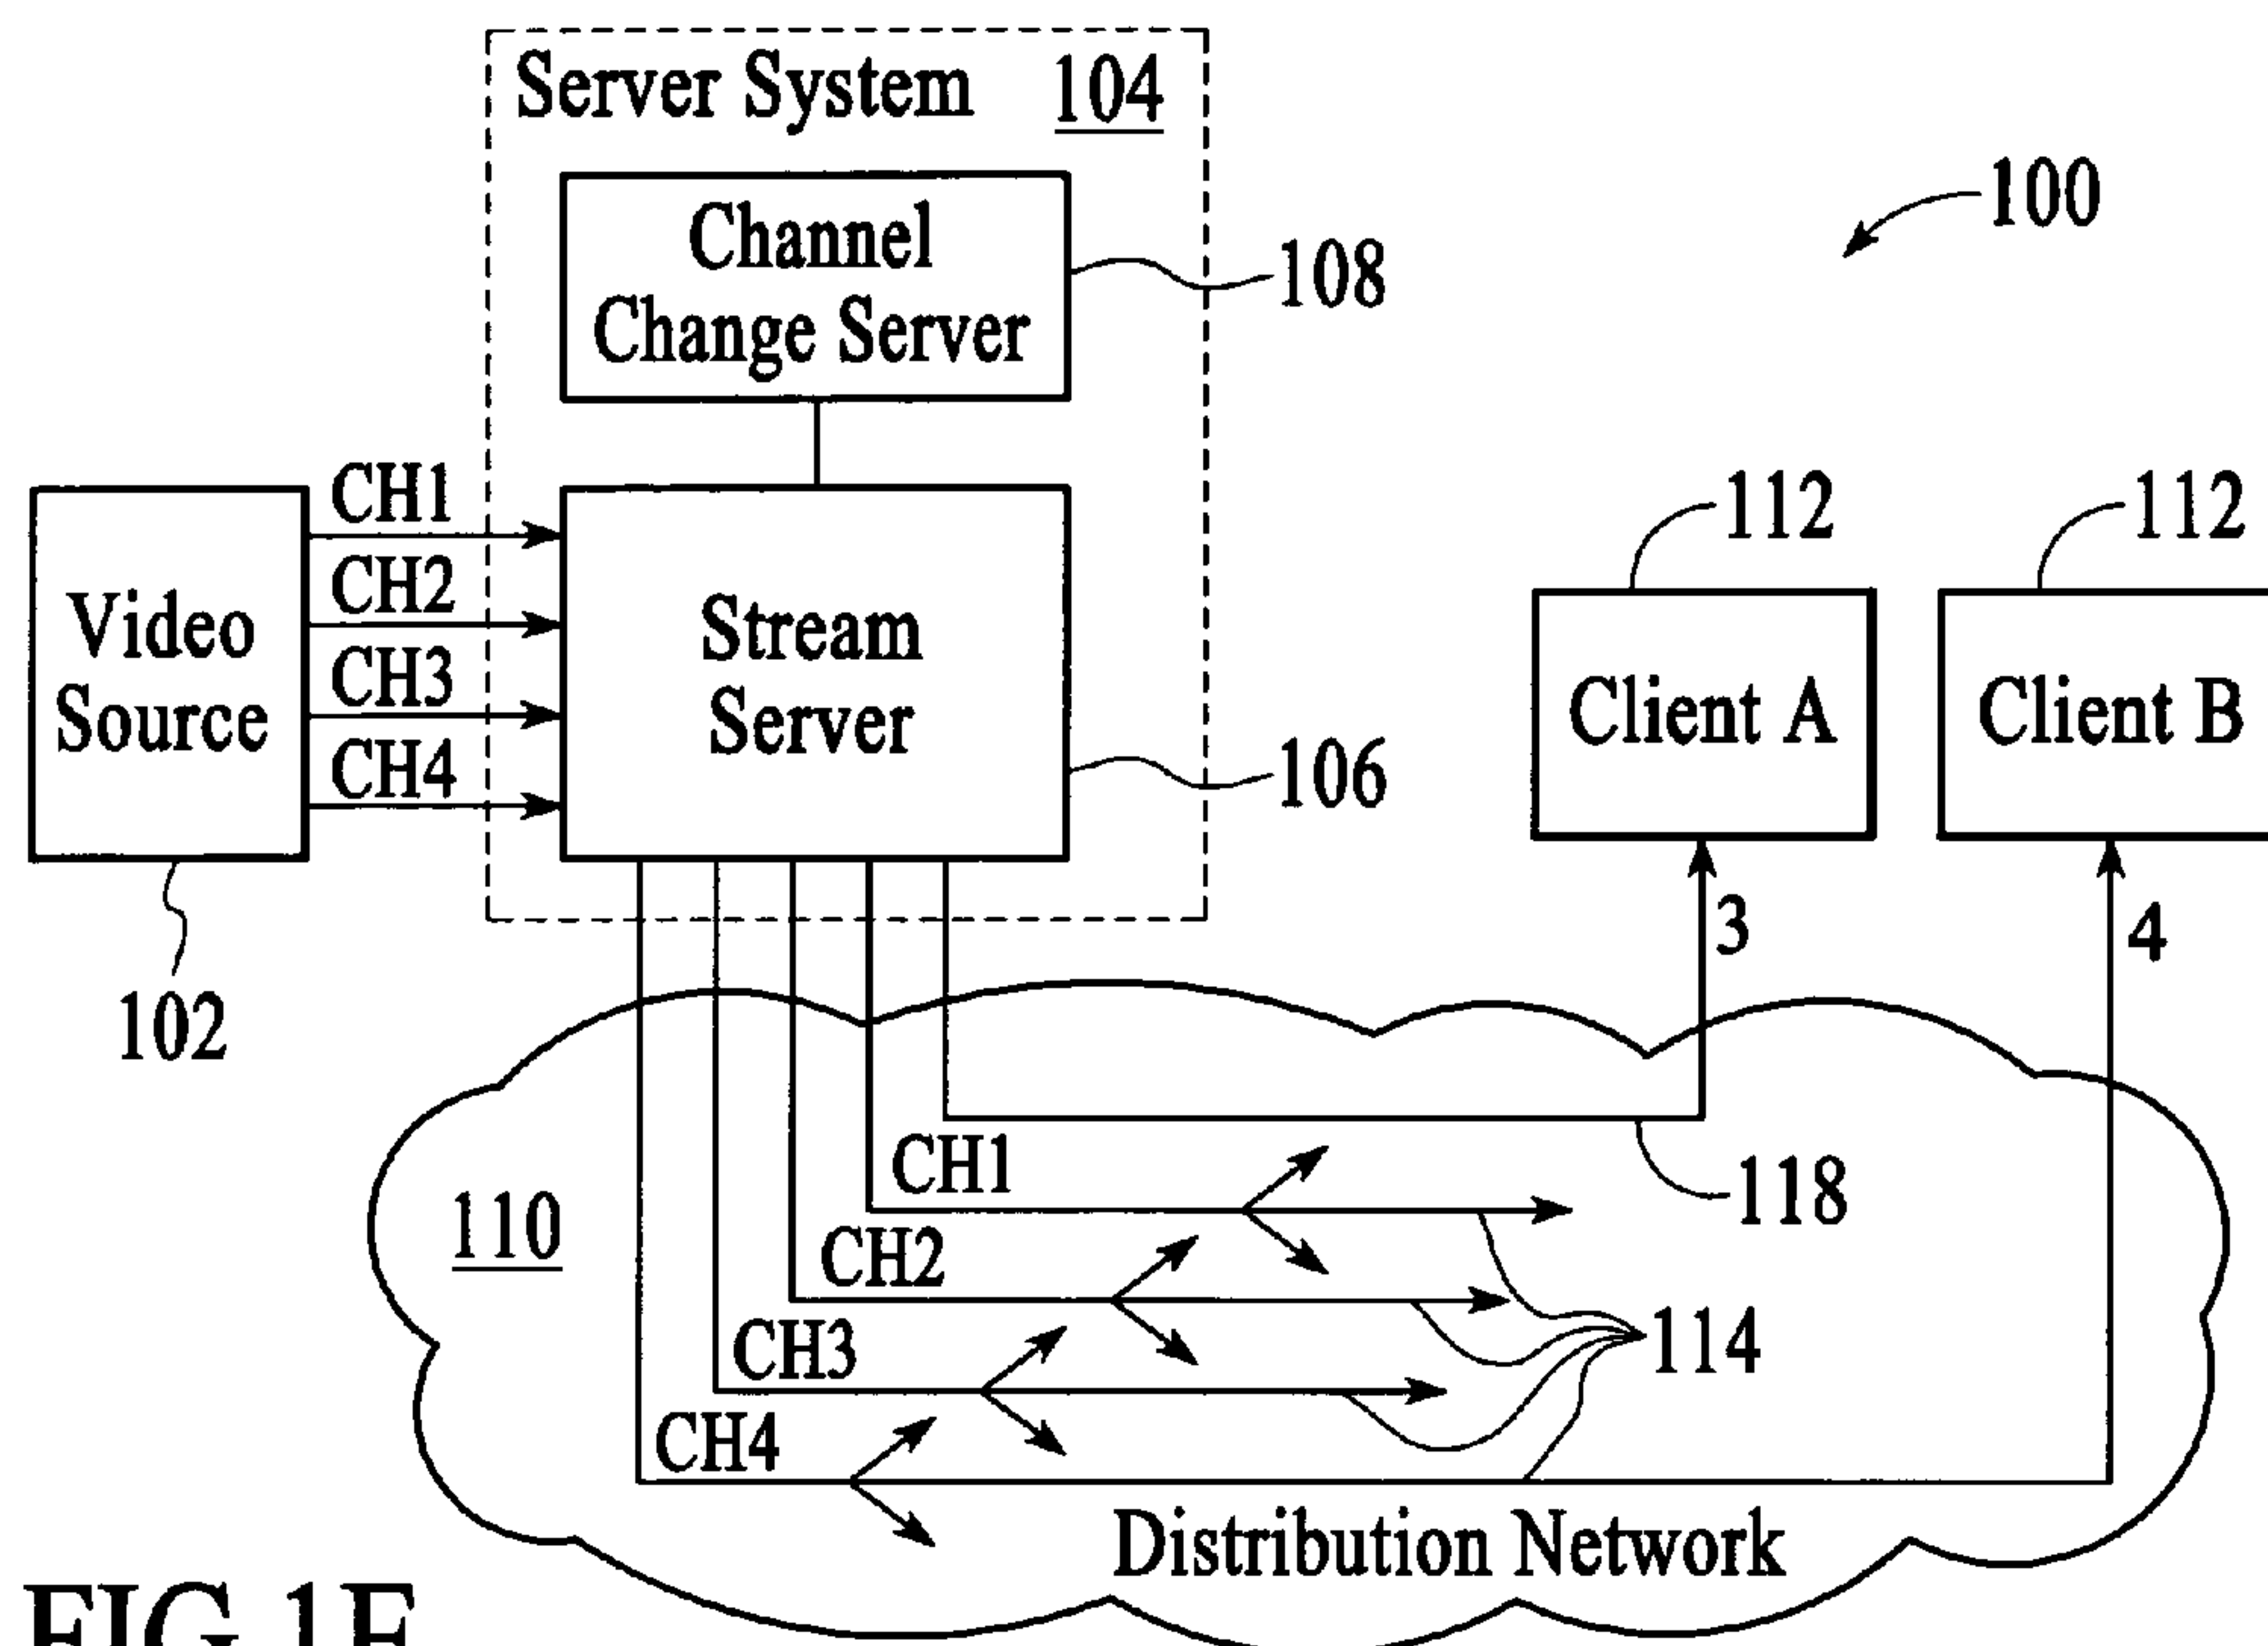 Server System 104
Channel
Change Server
108
100
Video
Source
CH1
CH2
CH3
CH4
Stream
Server
106
112
Client A
112
Client B
102
3
4
110
CH1
CH2
CH3
CH4
118
114
Distribution Network